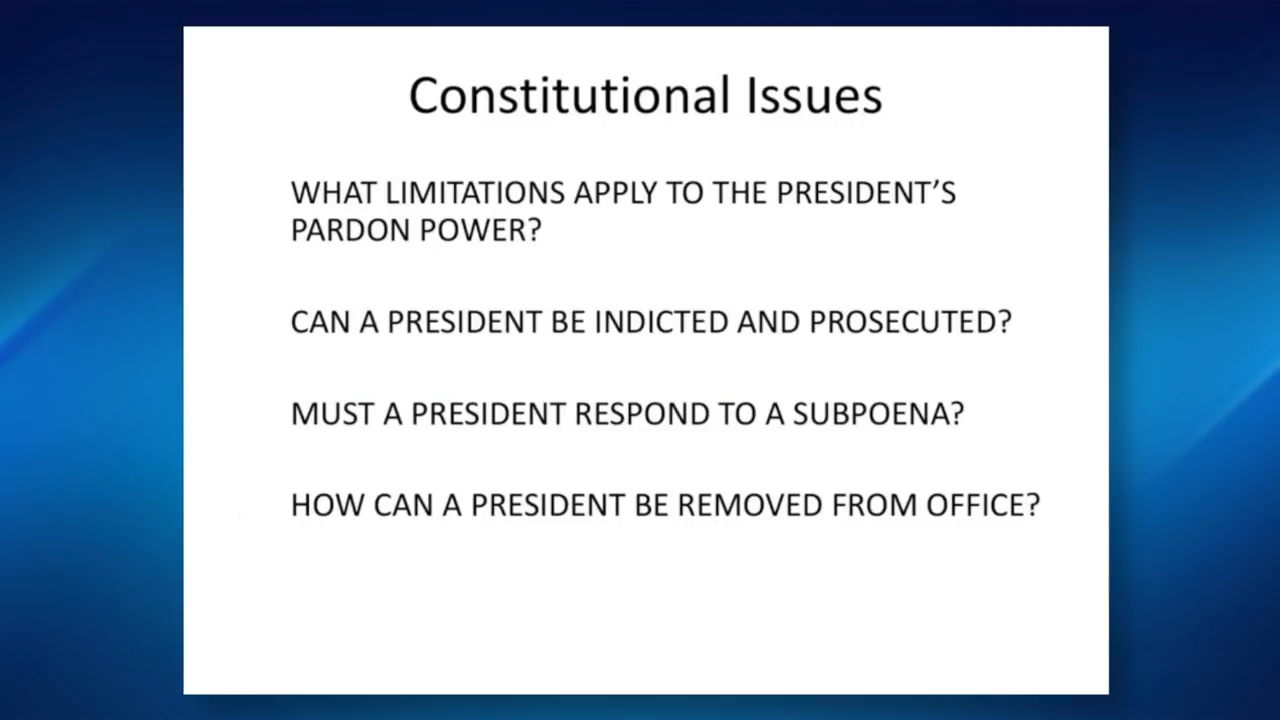 Constitutional Issues
WHAT LIMITATIONS APPLY TO THE PRESIDENT’S
PARDON POWER?
CAN A PRESIDENT BE INDICTED AND PROSECUTED?
MUST A PRESIDENT RESPOND TO A SUBPOENA?
HOW CAN A PRESIDENT BE REMOVED FROM OFFICE?